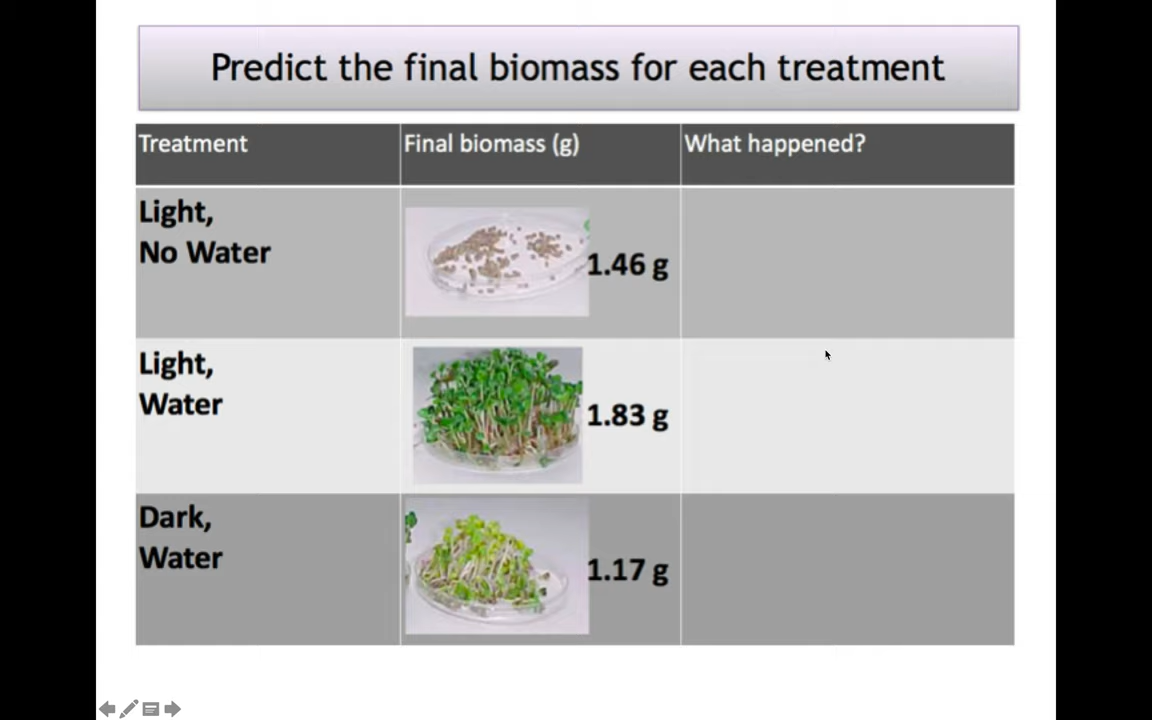 Predict the final biomass for each treatment
Treatment
Final biomass (g)
What happened?
Light,
No Water
1.46 g
Light,
Water
1.83 g
Dark,
Water
1.17 g